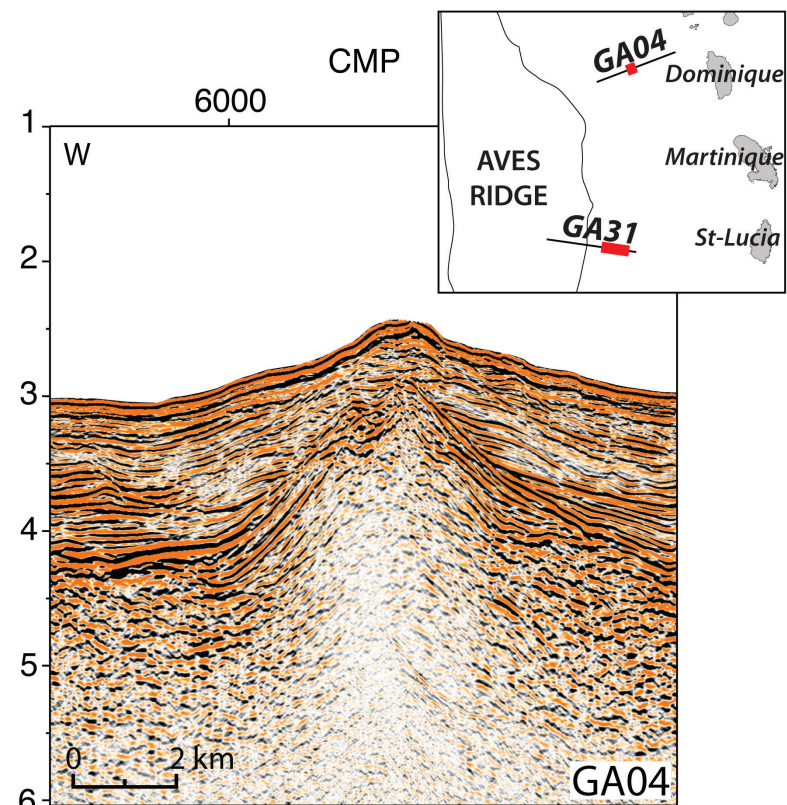 CMP
6000
1
W
2
3
4
5
6
0 2 km
GA04
GA04
Dominique
Martinique
AVES
RIDGE
GA31
St-Lucia